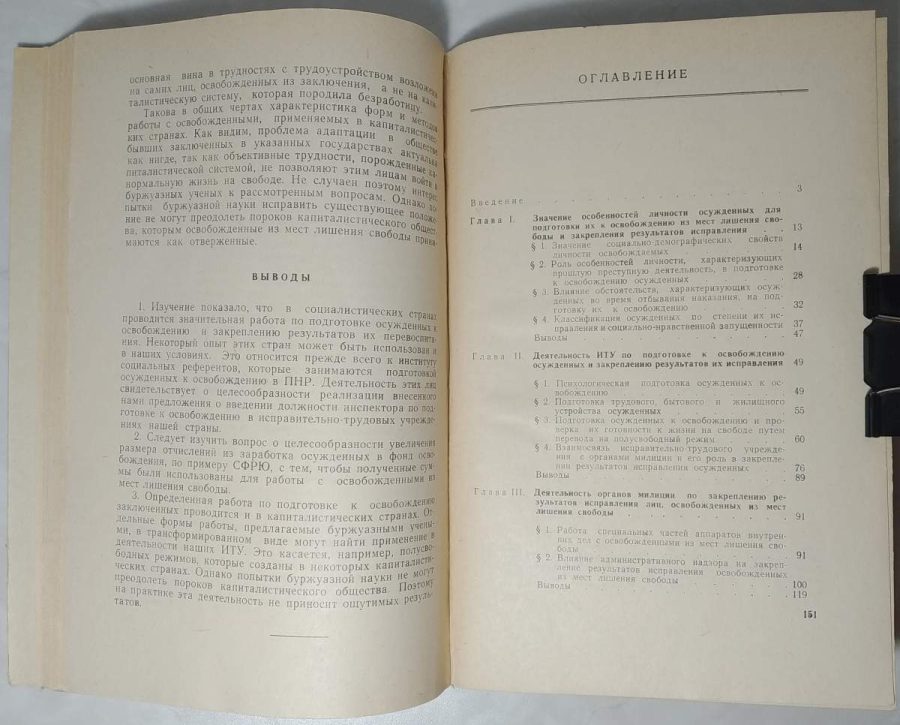 основная вина в трудностях с трудоустройством возложена
на самих лиц, освобожденных из заключения, а не на капи-
талистическую систему, которая породила безработицу.
Такова в общих чертах характеристика форм и методов
работы с освобожденными, применяемых в капиталистичес-
ких странах. Как видим, проблема адаптации в обществе
бывших заключенных в указанных государствах актуальна
как нигде, так как объективные трудности, порожденные ка-
питалистической системой, не позволяют этим лицам войти в
нормальную жизнь на свободе. Не случаен поэтому интерес
буржуазных ученых к рассмотренным вопросам. Однако по-
пытки буржуазной науки исправить существующее положе-
ние не могут преодолеть пороков капиталистического общест-
ва, которым освобожденные из мест лишения свободы прини-
маются как отверженные.
ВЫВОДЫ
1. Изучение показало, что в социалистических странах
проводится значительная работа по подготовке осужденных к
освобождению и закреплению результатов их перевоспита-
ния. Некоторый опыт этих стран может быть использован и
в наших условиях. Это относится прежде всего к институту
социальных референтов, которые занимаются подготовкой
осужденных к освобождению в ПНР. Деятельность этих лиц
свидетельствует о целесообразности реализации внесенного
нами предложения о введении должности инспектора по под-
готовке к освобождению в исправительно-трудовых учрежде-
ниях нашей страны.
2. Следует изучить вопрос о целесообразности увеличения
размера отчислений из заработка осужденных в фонд осво-
бождения, по примеру СФРЮ, с тем, чтобы полученные сум-
мы были использованы для работы с освобожденными из
мест лишения свободы.
3. Определенная работа по подготовке к освобождению
заключенных проводится и в капиталистических странах. От-
дельные формы работы, предлагаемые буржуазными учены-
ми, в трансформированном виде могут найти применение в
деятельности наших ИТУ. Это касается, например, полусво-
бодных режимов, которые созданы в некоторых капиталисти-
ческих странах. Однако попытки буржуазной науки не могут
преодолеть пороков капиталистического общества. Поэтому
на практике эта деятельность не приносит ощутимых резуль-
татов.
ОГЛАВЛЕНИЕ
Введение 3
Глава I. Значение особенностей личности осужденных для
подготовки их к освобождению из мест лишения сво-
боды и закрепления результатов исправления 13
§ 1. Значение социально-демографических свойств
личности освобождаемых 14
§ 2. Роль особенностей личности, характеризующих
прошлую преступную деятельность, в подготовке
к освобождению осужденных 28
§ 3. Влияние обстоятельств, характеризующих осуж-
денных во время отбывания наказания, на под-
готовку их к освобождению 32
§ 4. Классификация осужденных по степени их ис-
правления и социально-нравственной запущенности 37
Выводы 47
Глава II. Деятельность ИТУ по подготовке к освобождению
осужденных и закреплению результатов их исправления 49
§ 1. Психологическая подготовка осужденных к ос-
вобождению 49
§ 2. Подготовка трудового, бытового и жилищного
устройства осужденных 55
§ 3. Подготовка осужденных к освобождению и про-
верка их готовности к жизни на свободе путем
перевода на полусвободный режим 60
§ 4. Взаимосвязь исправительно-трудового учрежде-
ния с органами милиции и его роль в закрепле-
нии результатов исправления осужденных 76
Выводы 89
Глава III. Деятельность органов милиции по закреплению ре-
зультатов исправления лиц, освобожденных из мест
лишения свободы 91
§ 1. Работа специальных частей аппаратов внутрен-
них дел с освобожденными из мест лишения сво-
боды 91
§ 2. Влияние административного надзора на закреп-
ление результатов исправления освобожденных
из мест лишения свободы 100
Выводы 119
151